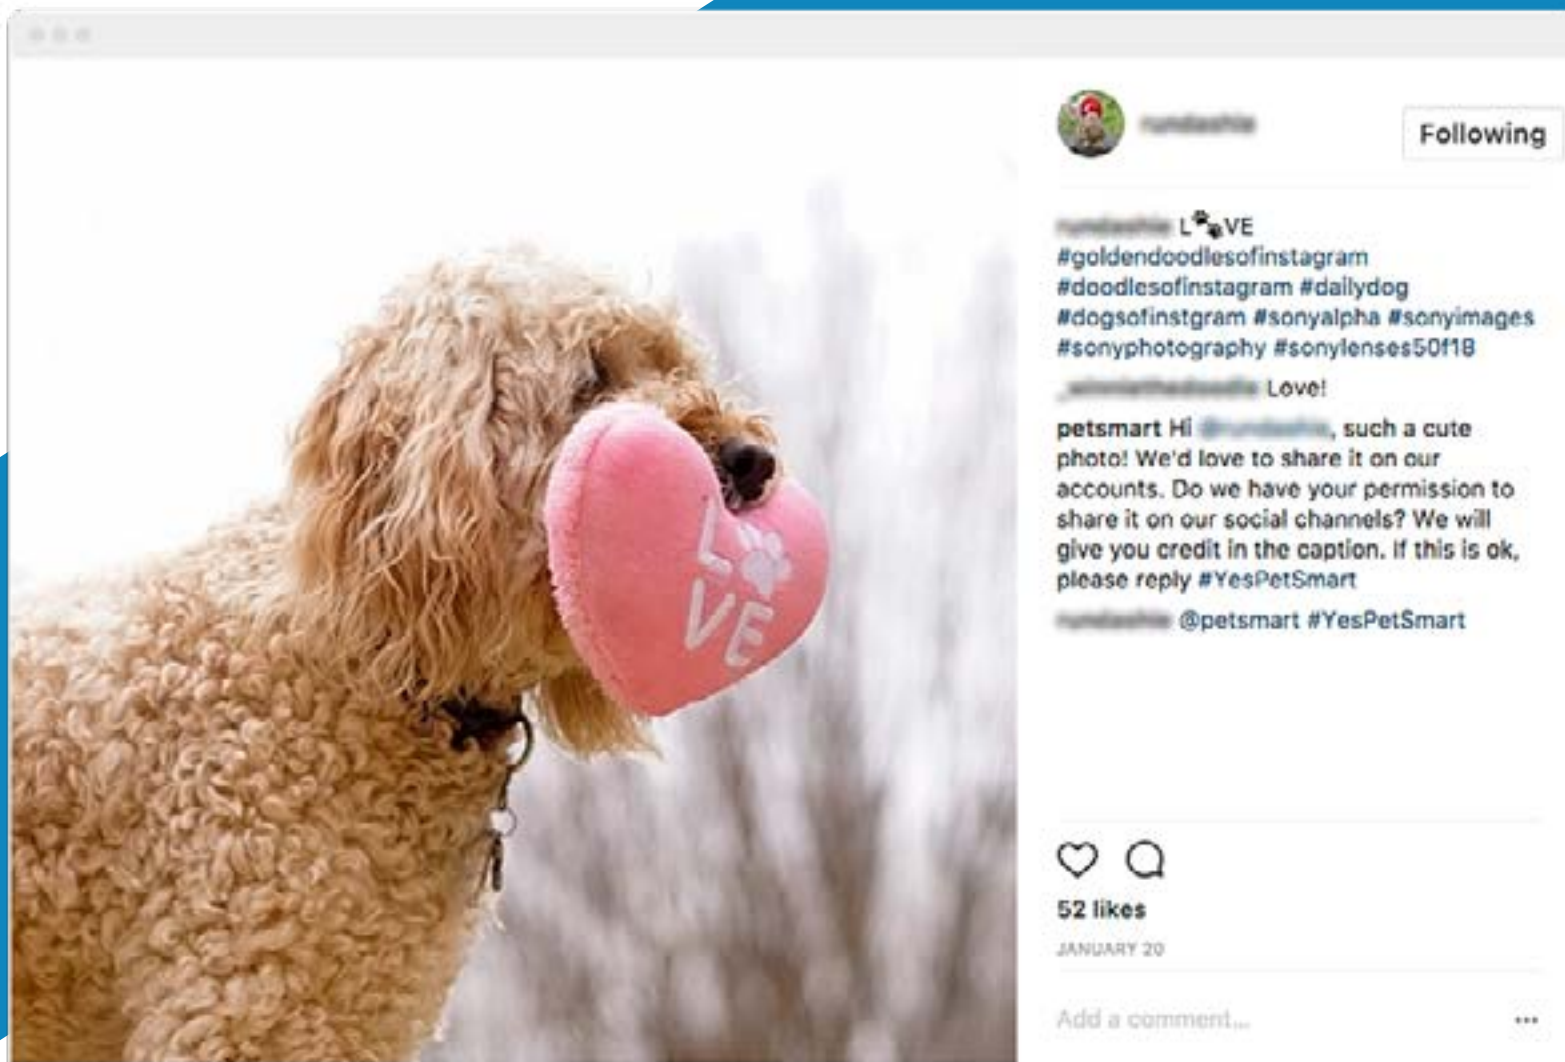 Following
L🐾VE
#goldendoodlesofinstagram
#doodlesofinstagram #dailydog
#dogsofinstgram #sonyalpha #sonyimages
#sonyphotography #sonylenses50f18
Love!
petsmart Hi , such a cute
photo! We'd love to share it on our
accounts. Do we have your permission to
share it on our social channels? We will
give you credit in the caption. If this is ok,
please reply #YesPetSmart
@petsmart #YesPetSmart
52 likes
JANUARY 20
Add a comment...
L🐾
VE